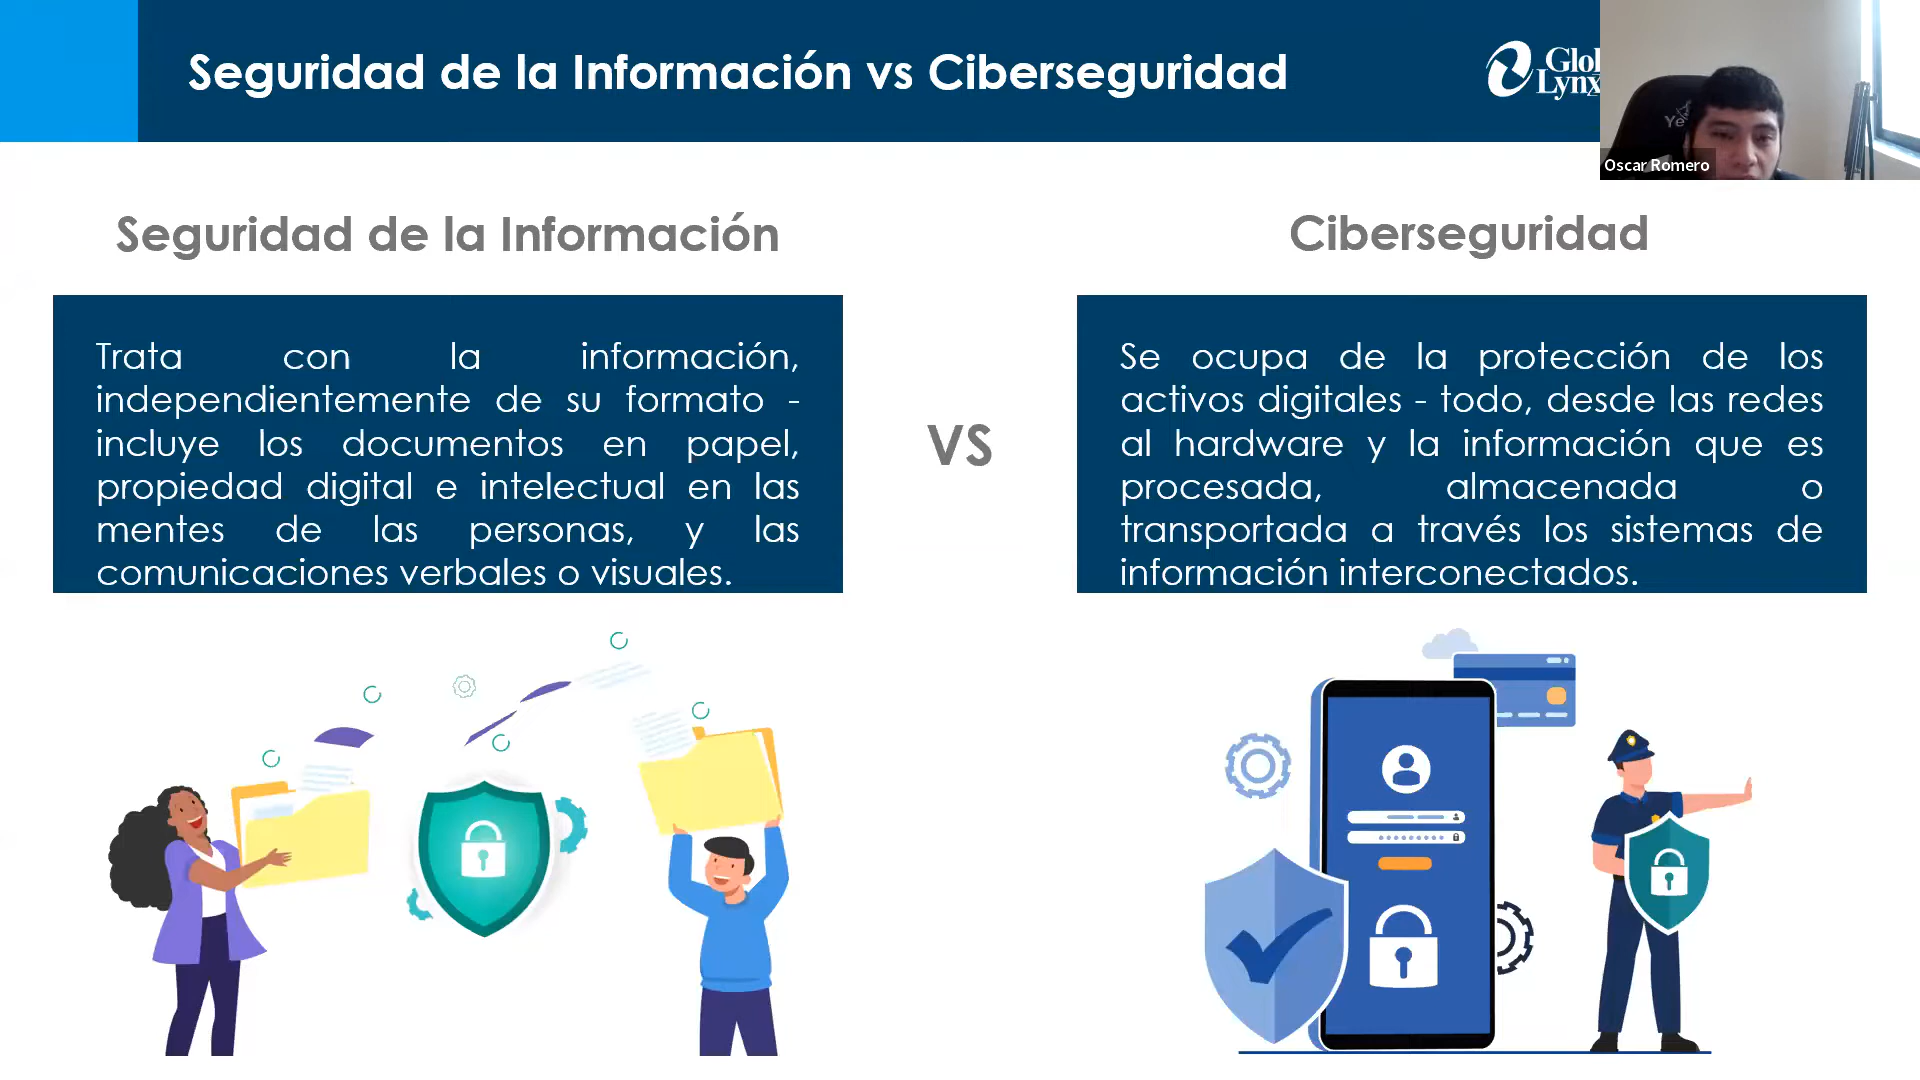 Seguridad de la Información vs Ciberseguridad
Lynx
Oscar Romero
Seguridad de la Información
Ciberseguridad
Trata con la información,
independientemente de su formato -
incluye los documentos en papel,
propiedad digital e intelectual en las
mentes de las personas, y las
comunicaciones verbales o visuales.
VS
Se ocupa de la protección de los
activos digitales - todo, desde las redes
al hardware y la información que es
procesada, almacenada o
transportada a través los sistemas de
información interconectados.